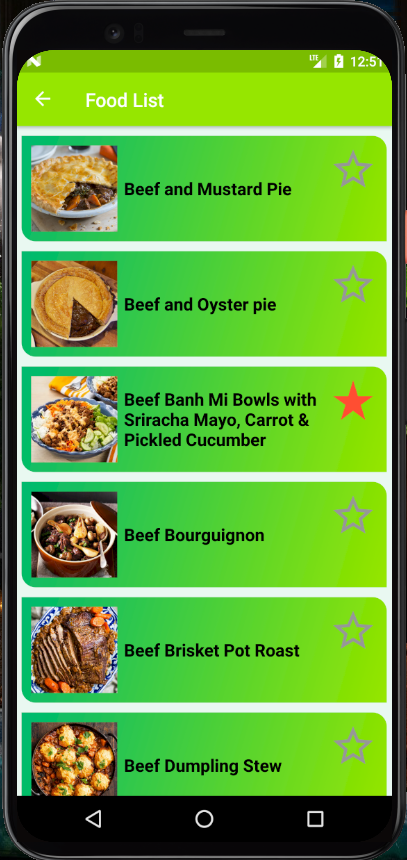 LTE 12:51
Food List
Beef and Mustard Pie
Beef and Oyster pie
Beef Banh Mi Bowls with
Sriracha Mayo, Carrot &
Pickled Cucumber
Beef Bourguignon
Beef Brisket Pot Roast
Beef Dumpling Stew